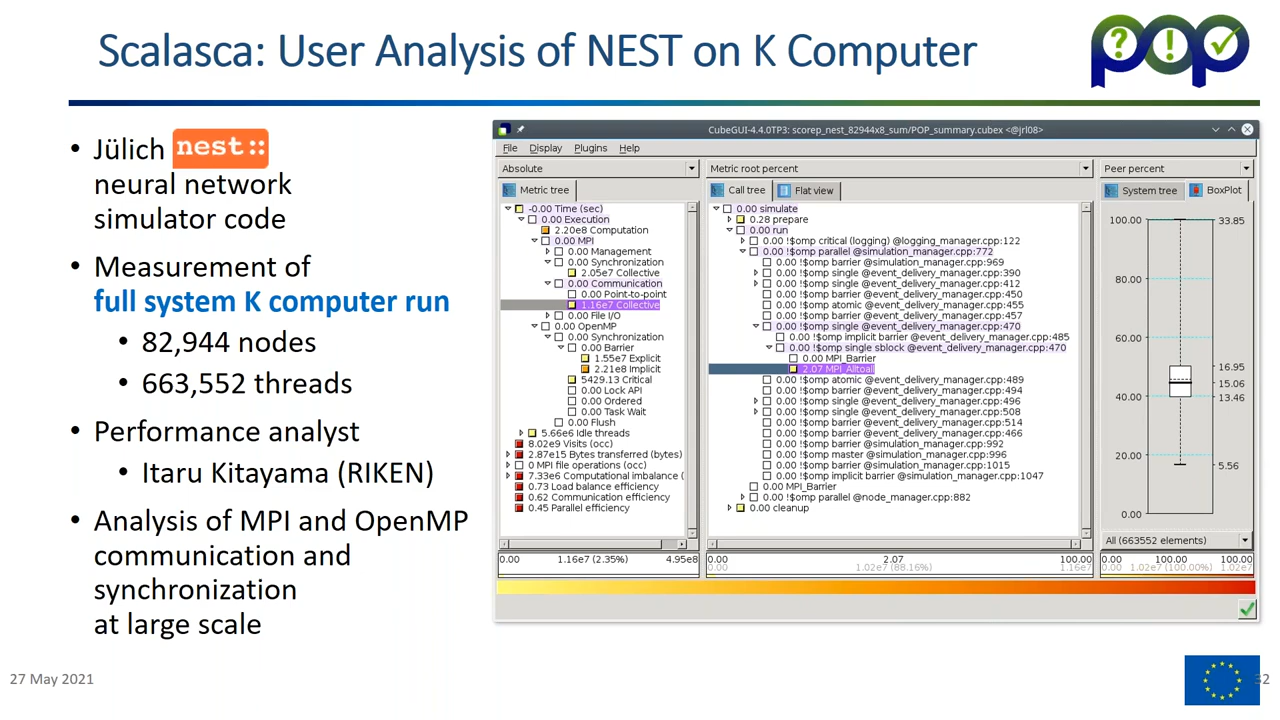 Scalasca: User Analysis of NEST on K Computer
pop
? ! ✓
• Jülich nest::
neural network
simulator code
• Measurement of
full system K computer run
• 82,944 nodes
• 663,552 threads
• Performance analyst
• Itaru Kitayama (RIKEN)
• Analysis of MPI and OpenMP
communication and
synchronization
at large scale
CubeGUI-4.4.0TP3: scorep_nest_82944x8_sum/POP_summary.cubex <@jrl08>
File Display Plugins Help
Absolute
Metric tree
-0.00 Time (sec)
0.00 Execution
2.20e8 Computation
0.00 MPI
0.00 Management
0.00 Synchronization
2.05e7 Collective
0.00 Communication
0.00 Point-to-point
1.16e7 Collective
0.00 File I/O
0.00 OpenMP
0.00 Synchronization
0.00 Barrier
1.55e7 Explicit
2.21e8 Implicit
5429.13 Critical
0.00 Lock API
0.00 Ordered
0.00 Task Wait
0.00 Flush
5.66e6 Idle threads
8.02e9 Visits (occ)
2.87e15 Bytes transferred (bytes)
0 MPI file operations (occ)
7.33e6 Computational imbalance (
0.73 Load balance efficiency
0.62 Communication efficiency
0.45 Parallel efficiency
0.00 1.16e7 (2.35%) 4.95e8
Metric root percent
Call tree Flat view
0.00 simulate
0.28 prepare
0.00 run
0.00 !$omp critical (logging) @logging_manager.cpp:122
0.00 !$omp parallel @simulation_manager.cpp:772
0.00 !$omp barrier @simulation_manager.cpp:969
0.00 !$omp single @event_delivery_manager.cpp:390
0.00 !$omp single @event_delivery_manager.cpp:412
0.00 !$omp barrier @event_delivery_manager.cpp:450
0.00 !$omp atomic @event_delivery_manager.cpp:455
0.00 !$omp barrier @event_delivery_manager.cpp:457
0.00 !$omp single @event_delivery_manager.cpp:470
0.00 !$omp implicit barrier @event_delivery_manager.cpp:485
0.00 !$omp single sblock @event_delivery_manager.cpp:470
0.00 MPI_Barrier
2.07 MPI_Alltoall
0.00 !$omp atomic @event_delivery_manager.cpp:489
0.00 !$omp barrier @event_delivery_manager.cpp:494
0.00 !$omp single @event_delivery_manager.cpp:496
0.00 !$omp single @event_delivery_manager.cpp:508
0.00 !$omp barrier @event_delivery_manager.cpp:514
0.00 !$omp barrier @event_delivery_manager.cpp:466
0.00 !$omp barrier @simulation_manager.cpp:992
0.00 !$omp master @simulation_manager.cpp:996
0.00 !$omp barrier @simulation_manager.cpp:1015
0.00 !$omp implicit barrier @simulation_manager.cpp:1047
0.00 MPI_Barrier
0.00 !$omp parallel @node_manager.cpp:882
0.00 cleanup
0.00 2.07 100.00
0.00 1.02e7 (88.16%) 1.16e7
Peer percent
System tree BoxPlot
100.00
80.00
60.00
40.00
20.00
0.00
33.85
16.95
15.06
13.46
5.56
All (663552 elements)
0.00 100.00 100.00
0.00 1.02e7 (100.00%) 1.02e7
27 May 2021
32